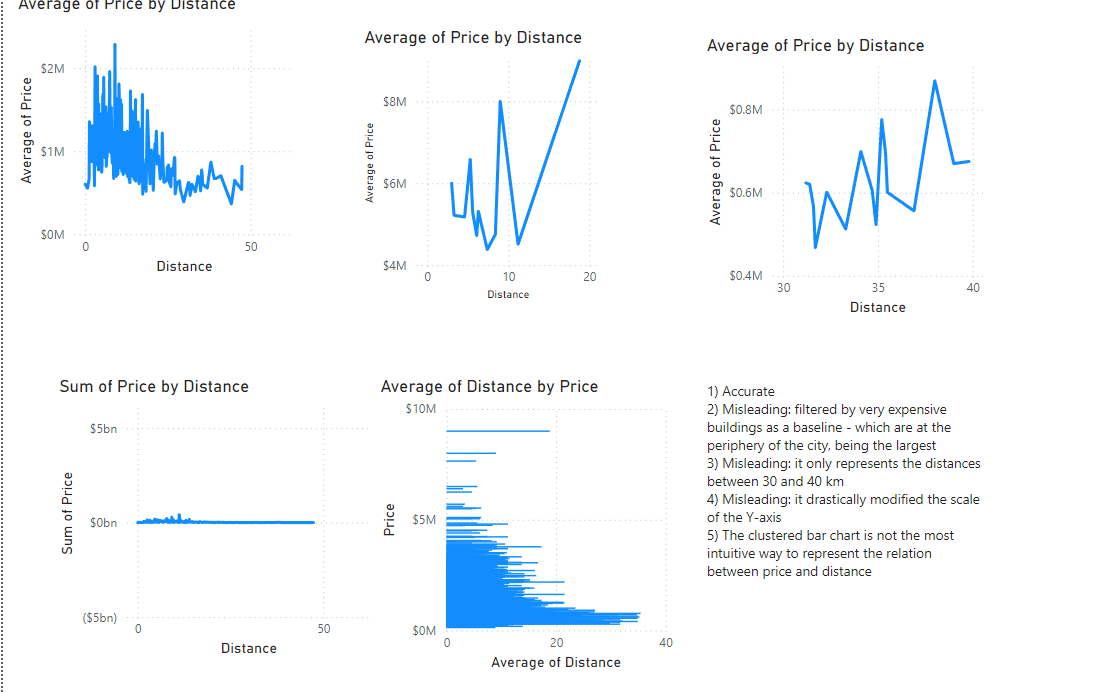 Average of Price by Distance
$2M
$1M
$0M
Average of Price
0
50
Distance
Average of Price by Distance
$8M
$6M
$4M
Average of Price
0
10
20
Distance
Average of Price by Distance
$0.8M
$0.6M
$0.4M
Average of Price
30
35
40
Distance
Sum of Price by Distance
$5bn
$0bn
($5bn)
Sum of Price
0
50
Distance
Average of Distance by Price
$10M
$5M
$0M
Price
0
20
40
Average of Distance
1) Accurate
2) Misleading: filtered by very expensive
buildings as a baseline - which are at the
periphery of the city, being the largest
3) Misleading: it only represents the distances
between 30 and 40 km
4) Misleading: it drastically modified the scale
of the Y-axis
5) The clustered bar chart is not the most
intuitive way to represent the relation
between price and distance